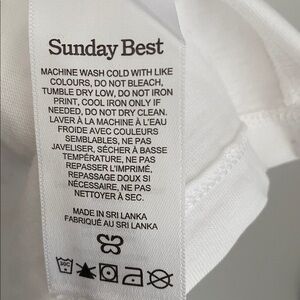 Sunday Best
MACHINE WASH COLD WITH LIKE
COLOURS, DO NOT BLEACH,
TUMBLE DRY LOW, DO NOT IRON
PRINT, COOL IRON ONLY IF
NEEDED, DO NOT DRY CLEAN.
LAVER À LA MACHINE À L'EAU
FROIDE AVEC COULEURS
SEMBLABLES, NE PAS
JAVELISER, SÉCHER À BASSE
TEMPÉRATURE, NE PAS
REPASSER L'IMPRIMÉ,
REPASSAGE DOUX SI
NÉCESSAIRE, NE PAS
NETTOYER À SEC.
MADE IN SRI LANKA
FABRIQUÉ AU SRI LANKA